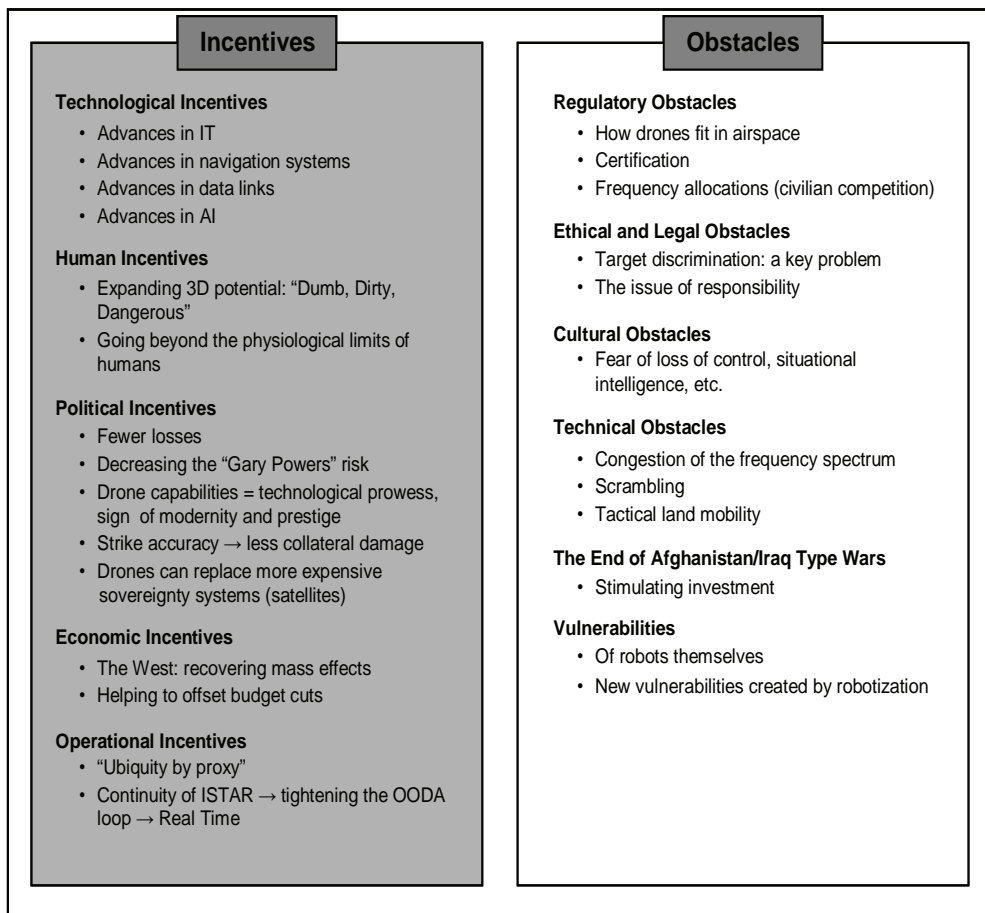 Incentives
Technological Incentives
• Advances in IT
• Advances in navigation systems
• Advances in data links
• Advances in AI
Human Incentives
• Expanding 3D potential: “Dumb, Dirty,
Dangerous”
• Going beyond the physiological limits of
humans
Political Incentives
• Fewer losses
• Decreasing the “Gary Powers” risk
• Drone capabilities = technological prowess,
sign of modernity and prestige
• Strike accuracy → less collateral damage
• Drones can replace more expensive
sovereignty systems (satellites)
Economic Incentives
• The West: recovering mass effects
• Helping to offset budget cuts
Operational Incentives
• “Ubiquity by proxy”
• Continuity of ISTAR → tightening the OODA
loop → Real Time
Obstacles
Regulatory Obstacles
• How drones fit in airspace
• Certification
• Frequency allocations (civilian competition)
Ethical and Legal Obstacles
• Target discrimination: a key problem
• The issue of responsibility
Cultural Obstacles
• Fear of loss of control, situational
intelligence, etc.
Technical Obstacles
• Congestion of the frequency spectrum
• Scrambling
• Tactical land mobility
The End of Afghanistan/Iraq Type Wars
• Stimulating investment
Vulnerabilities
• Of robots themselves
• New vulnerabilities created by robotization